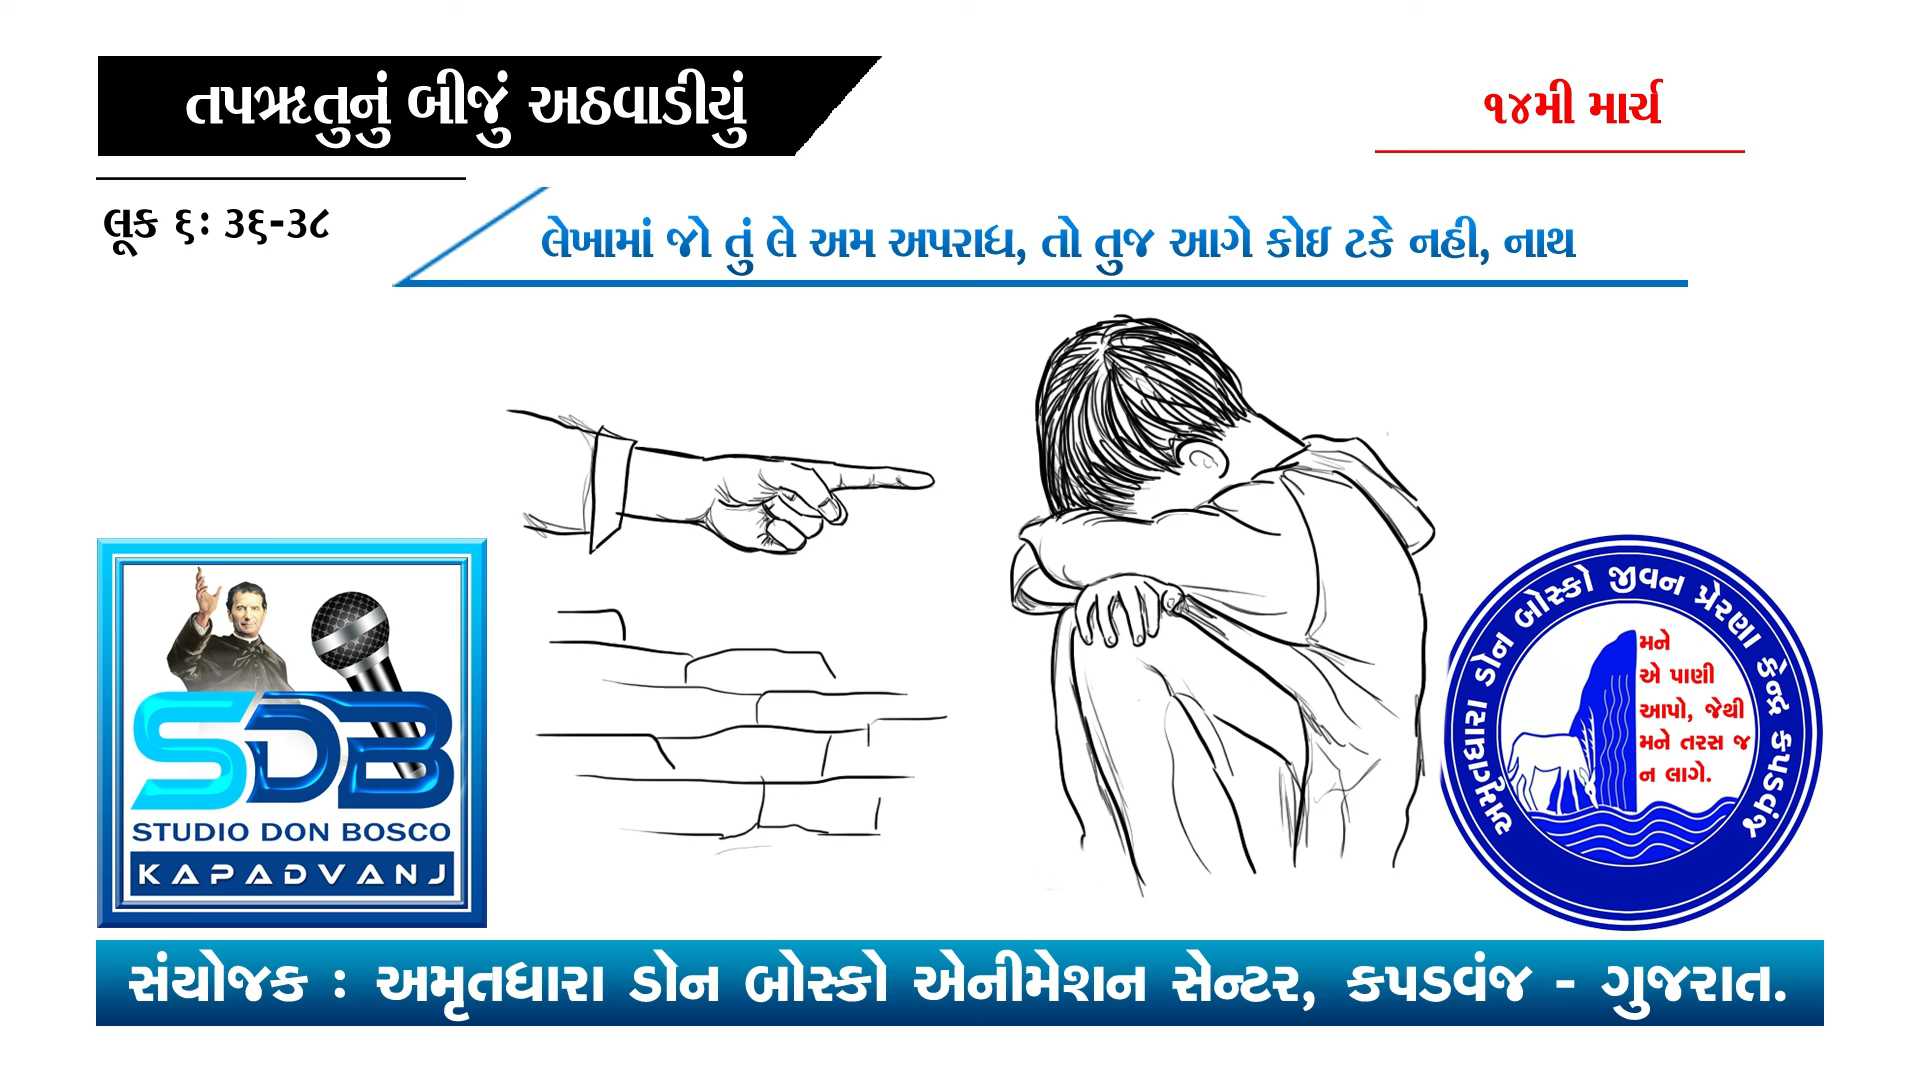 તપઋતુનું બીજું અઠવાડીયું
૧૪મી માર્ચ
લૂક ૬ઃ ૩૬-૩૮
લેખામાં જો તું લે અમ અપરાધ, તો તુજ આગે કોઇ ટકે નહી, નાથ
SDB
STUDIO DON BOSCO
KAPADVANJ
અમૃતધારા ડોન બોસ્કો જીવન પ્રેરણા કેન્દ્ર કપડવંજ
મને
એ પાણી
આપો, જેથી
મને તરસ જ
ન લાગે.
સંયોજક : અમૃતધારા ડોન બોસ્કો એનીમેશન સેન્ટર, કપડવંજ - ગુજરાત.